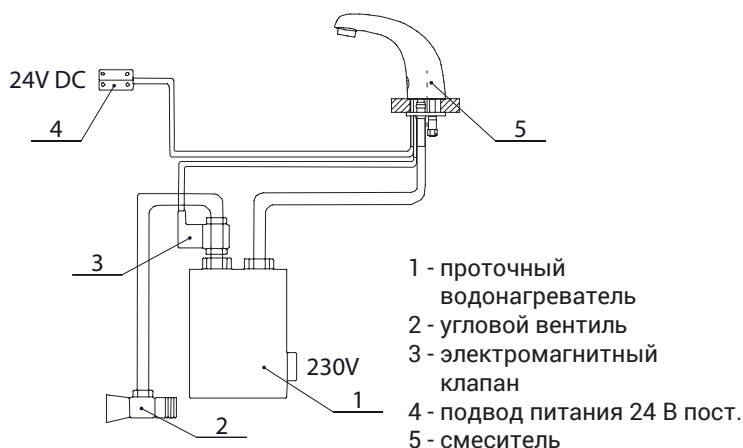 24V DC
4
5
3
230V
1
2
1 - проточный
водонагреватель
2 - угловой вентиль
3 - электромагнитный
клапан
4 - подвод питания 24 В пост.
5 - смеситель